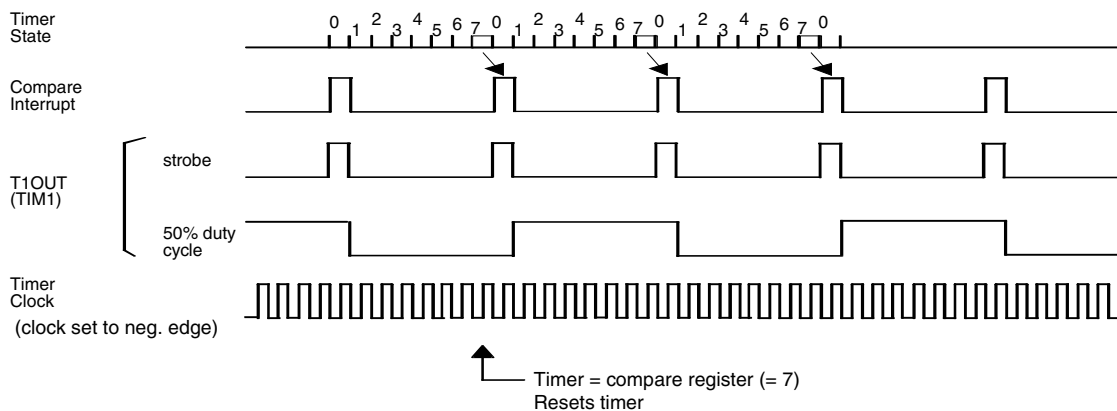 Timer
State
0 1 2 3 4 5 6 7 0 1 2 3 4 5 6 7 0 1 2 3 4 5 6 7 0
Compare
Interrupt
T1OUT
(TIM1)
strobe
50% duty
cycle
Timer
Clock
(clock set to neg. edge)
Timer = compare register (= 7)
Resets timer